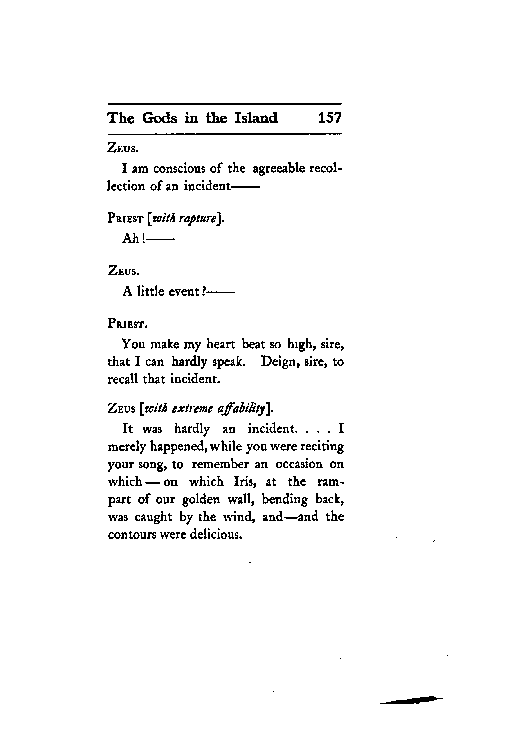 The Gods in the Island 157
Zeus.
I am conscious of the agreeable recol-
lection of an incident——
Priest [with rapture].
Ah!——
Zeus.
A little event?——
Priest.
You make my heart beat so high, sire,
that I can hardly speak. Deign, sire, to
recall that incident.
Zeus [with extreme affability].
It was hardly an incident. . . . I
merely happened, while you were reciting
your song, to remember an occasion on
which — on which Iris, at the ram-
part of our golden wall, bending back,
was caught by the wind, and—and the
contours were delicious.